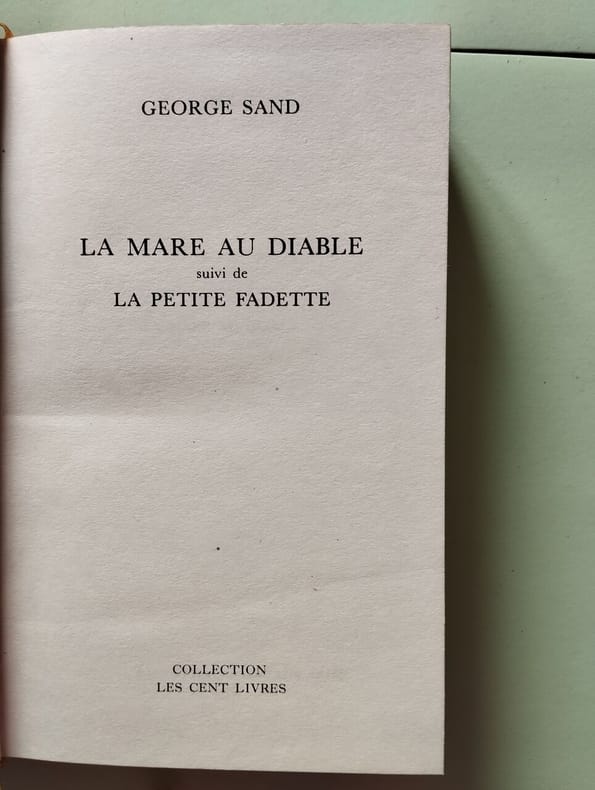 GEORGE SAND
LA MARE AU DIABLE
suivi de
LA PETITE FADETTE
COLLECTION
LES CENT LIVRES